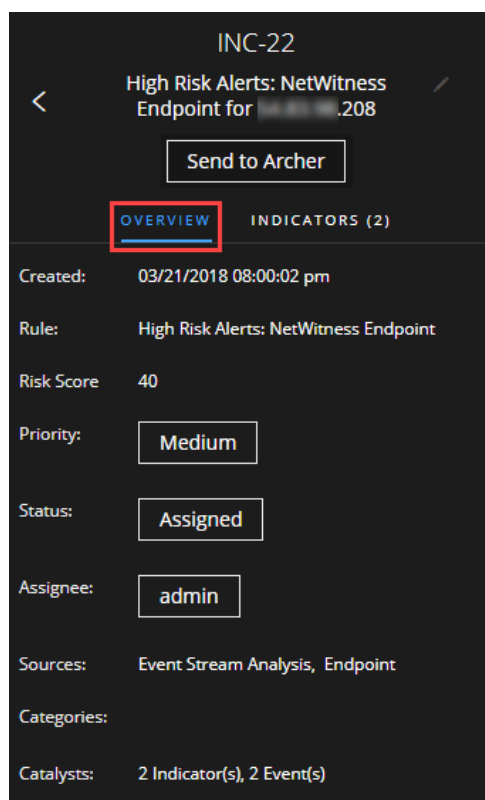 INC-22
High Risk Alerts: NetWitness
Endpoint for .208
Send to Archer
OVERVIEW INDICATORS (2)
Created: 03/21/2018 08:00:02 pm
Rule: High Risk Alerts: NetWitness Endpoint
Risk Score 40
Priority: Medium
Status: Assigned
Assignee: admin
Sources: Event Stream Analysis, Endpoint
Categories:
Catalysts: 2 Indicator(s), 2 Event(s)